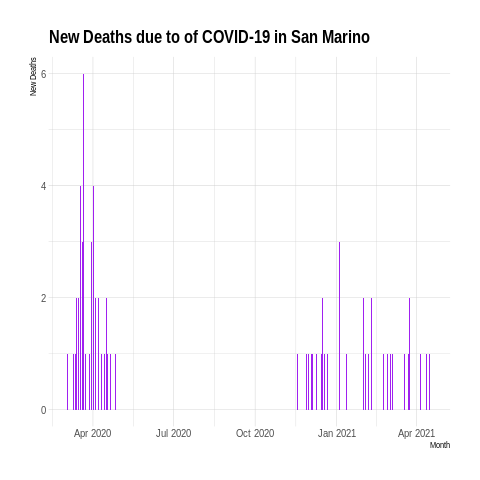 New Deaths due to of COVID-19 in San Marino
New Deaths
6
4
2
0
Apr 2020 Jul 2020 Oct 2020 Jan 2021 Apr 2021
Month